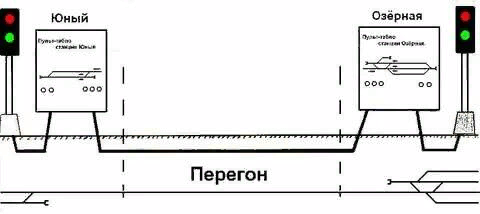 Юный
Пульт-табло
станции Юный
Озёрная
Пульт-табло
станции Озёрная.
Перегон